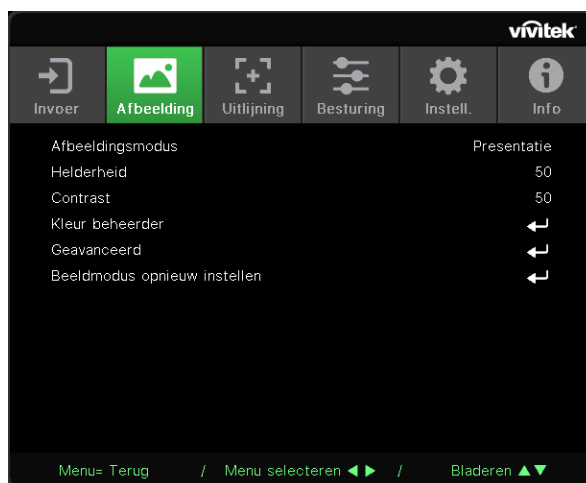 vivitek
Invoer Afbeelding Uitlijning Besturing Instell. Info
Afbeeldingsmodus Presentatie
Helderheid 50
Contrast 50
Kleur beheerder
Geavanceerd
Beeldmodus opnieuw instellen
Menu= Terug / Menu selecteren ◀ ▶ / Bladeren ▲▼